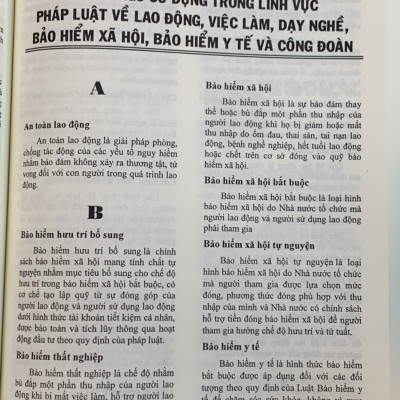 SỬ DỤNG TRONG LĨNH VỰC
PHÁP LUẬT VỀ LAO ĐỘNG, VIỆC LÀM, DẠY NGHỀ,
BẢO HIỂM XÃ HỘI, BẢO HIỂM Y TẾ VÀ CÔNG ĐOÀN
A
An toàn lao động
An toàn lao động là giải pháp phòng,
chống tác động của các yếu tố nguy hiểm
nhằm bảo đảm không xảy ra thương tật, tử
vong đối với con người trong quá trình lao
động.
B
Bảo hiểm hưu trí bổ sung
Bảo hiểm hưu trí bổ sung là chính
sách bảo hiểm xã hội mang tính chất tự
nguyện nhằm mục tiêu bổ sung cho chế độ
hưu trí trong bảo hiểm xã hội bắt buộc, có
cơ chế tạo lập quỹ từ sự đóng góp của
người lao động và người sử dụng lao động
dưới hình thức tài khoản tiết kiệm cá nhân,
được bảo toàn và tích lũy thông qua hoạt
động đầu tư theo quy định của pháp luật.
Bảo hiểm thất nghiệp
Bảo hiểm thất nghiệp là chế độ nhằm
bù đắp một phần thu nhập của người lao
động khi bị mất việc làm, hỗ trợ người lao
Bảo hiểm xã hội
Bảo hiểm xã hội là sự bảo đảm thay
thế hoặc bù đắp một phần thu nhập của
người lao động khi họ bị giảm hoặc mất
thu nhập do ốm đau, thai sản, tai nạn lao
động, bệnh nghề nghiệp, hết tuổi lao động
hoặc chết trên cơ sở đóng vào quỹ bảo
hiểm xã hội.
Bảo hiểm xã hội bắt buộc
Bảo hiểm xã hội bắt buộc là loại hình
bảo hiểm xã hội do Nhà nước tổ chức mà
người lao động và người sử dụng lao động
phải tham gia
Bảo hiểm xã hội tự nguyện
Bảo hiểm xã hội tự nguyện là loại
hình bảo hiểm xã hội do Nhà nước tổ chức
mà người tham gia được lựa chọn mức
đóng, phương thức đóng phù hợp với thu
nhập của mình và Nhà nước có chính sách
hỗ trợ tiền đóng bảo hiểm xã hội để người
tham gia hưởng chế độ hưu trí và tử tuất.
Bảo hiểm y tế
Bảo hiểm y tế là hình thức bảo hiểm
bắt buộc được áp dụng đối với các đối
tượng theo quy định của Luật Bảo hiểm y